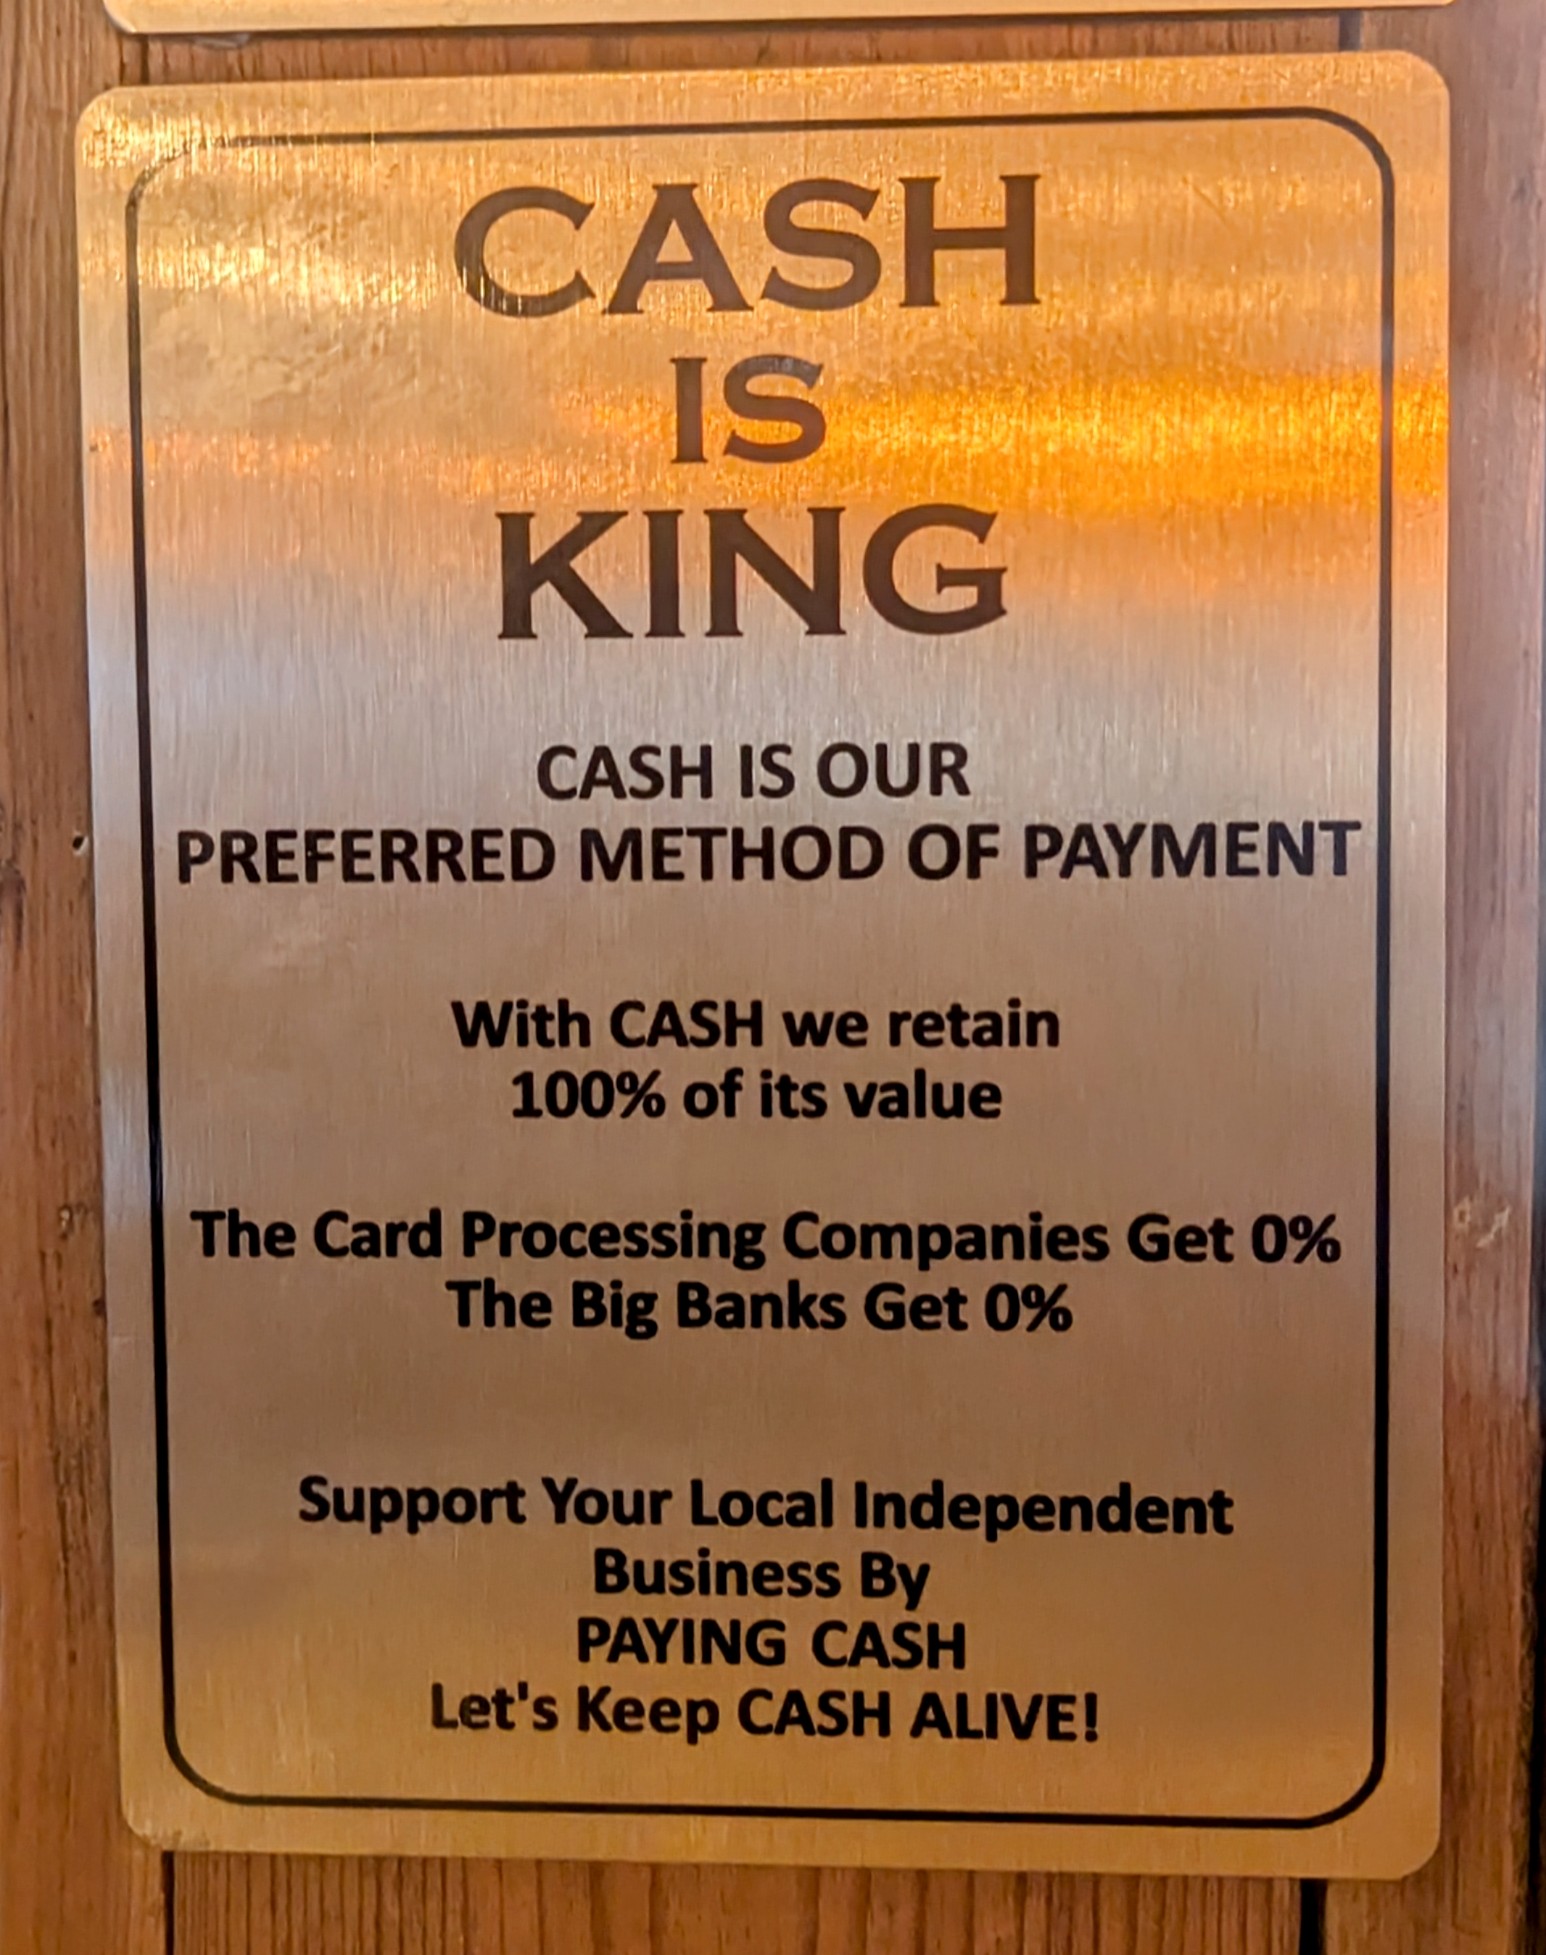 CASH
IS
KING
CASH IS OUR
PREFERRED METHOD OF PAYMENT
With CASH we retain
100% of its value
The Card Processing Companies Get 0%
The Big Banks Get 0%
Support Your Local Independent
Business By
PAYING CASH
Let's Keep CASH ALIVE!